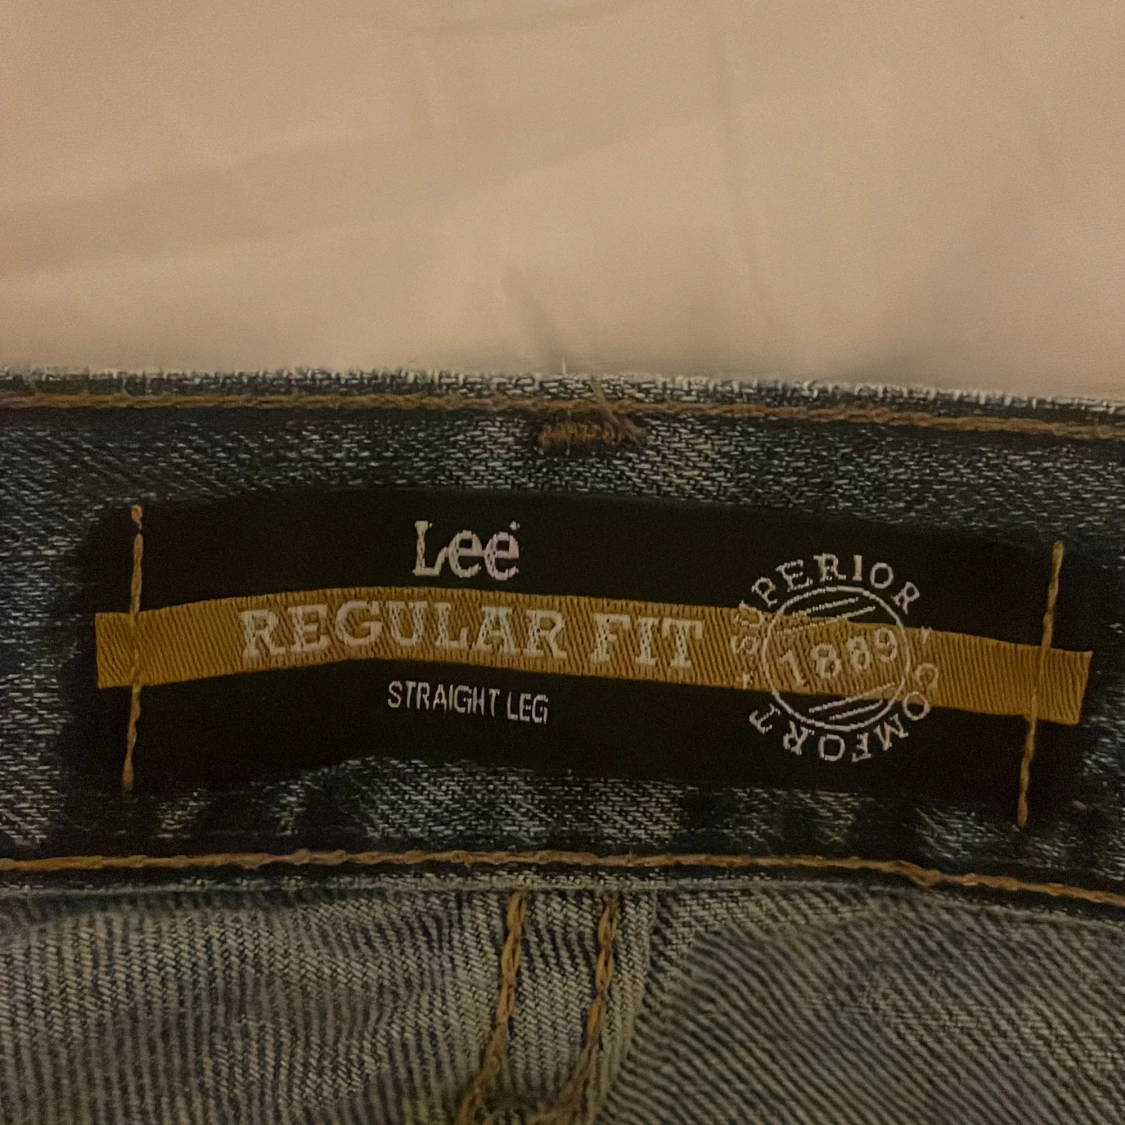 Lee
REGULAR FIT
STRAIGHT LEG
SUPERIOR
1889
COMFORT